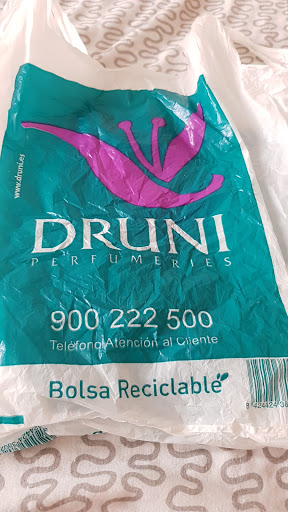 www.druni.es
DRUNI
PERFUMERIES
900 222 500
Teléfono Atención al Cliente
Bolsa Reciclable